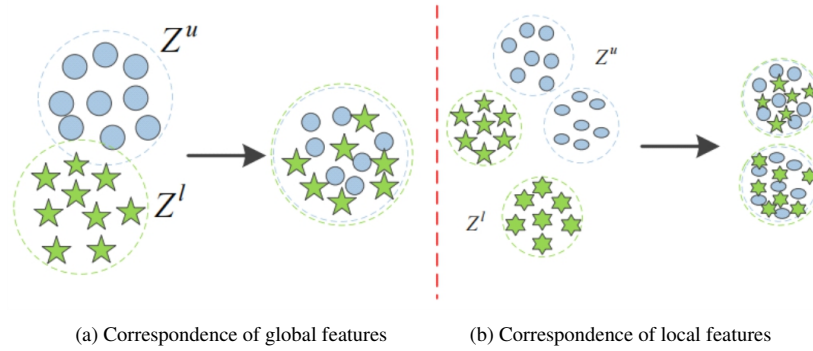 Z^u
Z^l
Z^u
Z^l
(a) Correspondence of global features
(b) Correspondence of local features